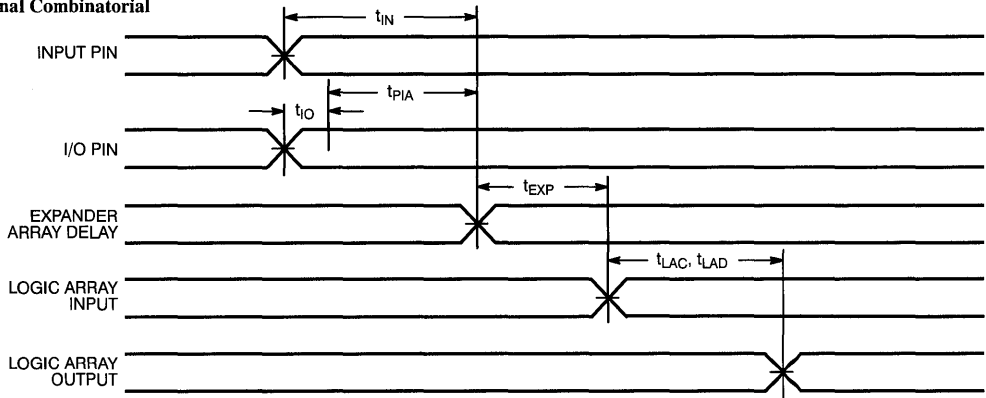 nal Combinatorial
tIN
INPUT PIN
tPIA
tIO
I/O PIN
tEXP
EXPANDER
ARRAY DELAY
tLAC, tLAD
LOGIC ARRAY
INPUT
LOGIC ARRAY
OUTPUT